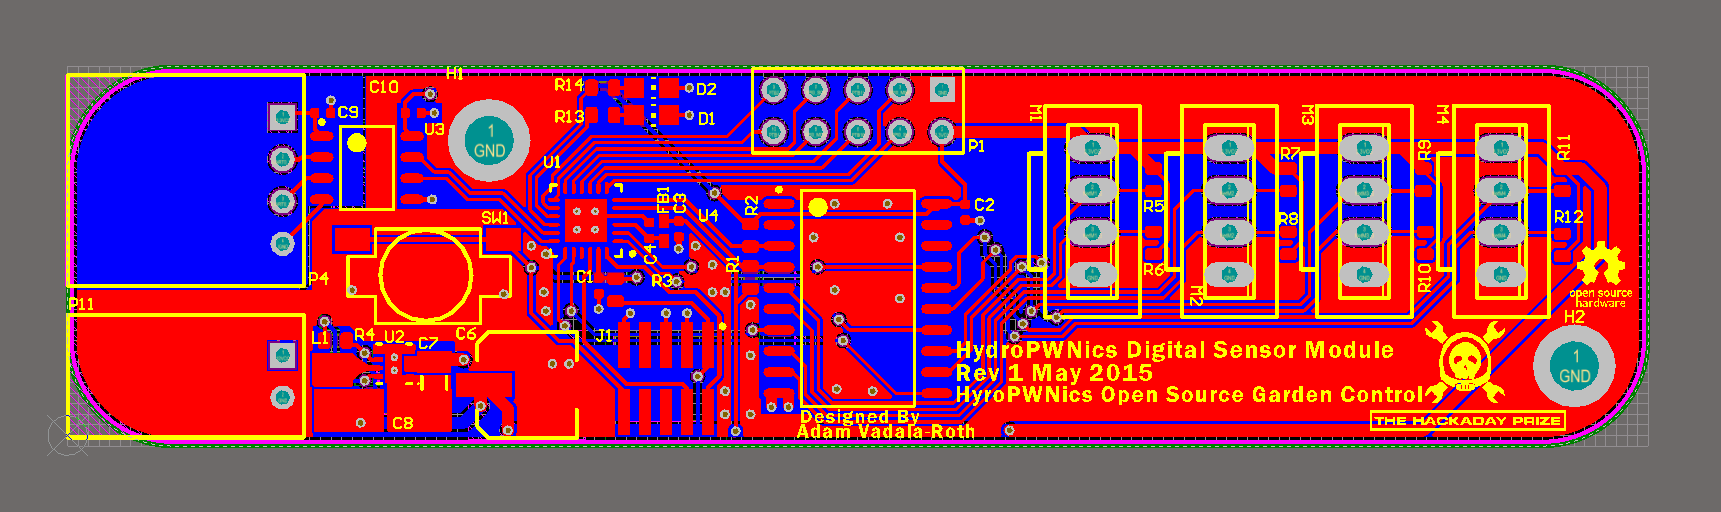 H1
C10
C9
U3
R14
D2
R13
D1
P1
U1
1
GND
SW1
FB1
C3
U4
R2
C2
C4
R1
C1
R3
P4
P11
L1
R4
U2
C7
C6
J1
C8
M1
R7
M3
R9
M4
R11
R5
R8
R12
R6
M2
R10
open source
hardware
H2
1
GND
HydroPWNics Digital Sensor Module
Rev 1 May 2015
HyroPWNics Open Source Garden Control
Designed By
Adam Vadala-Roth
THE HACKADAY PRIZE